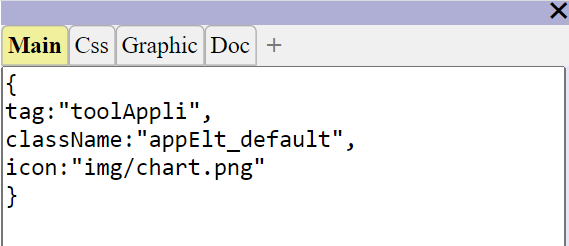 Main Css Graphic Doc +
{
tag:"toolAppli",
className:"appElt_default",
icon:"img/chart.png"
}